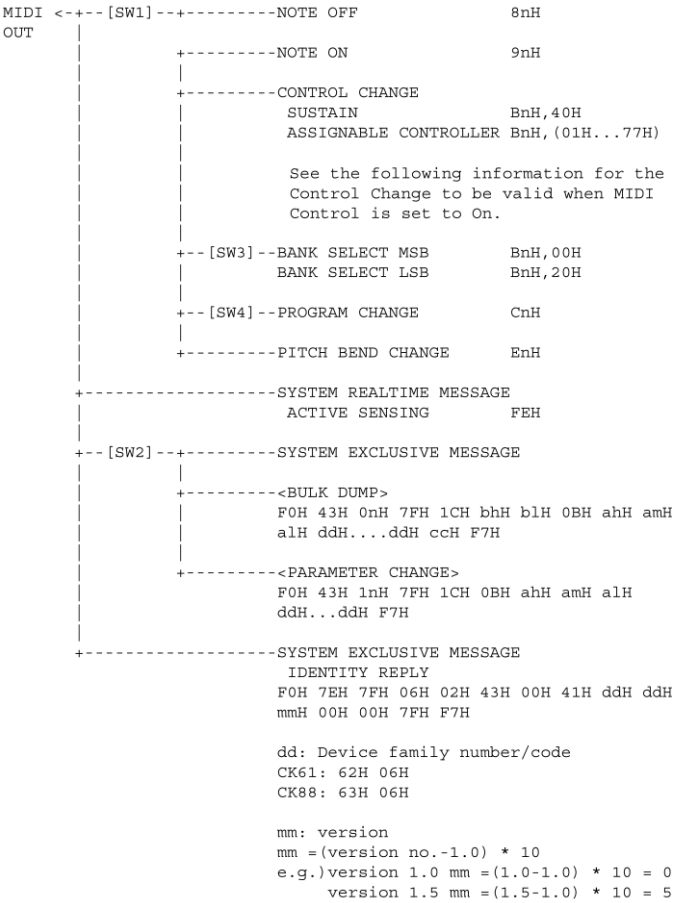 MIDI <-+--[SW1]--+---------NOTE OFF 8nH
OUT |
| +---------NOTE ON 9nH
| |
| +---------CONTROL CHANGE
| | SUSTAIN BnH,40H
| | ASSIGNABLE CONTROLLER BnH,(01H...77H)
| |
| | See the following information for the
| | Control Change to be valid when MIDI
| | Control is set to On.
| |
| +--[SW3]--BANK SELECT MSB BnH,00H
| | BANK SELECT LSB BnH,20H
| |
| +--[SW4]--PROGRAM CHANGE CnH
| |
| +---------PITCH BEND CHANGE EnH
|
+-------------------SYSTEM REALTIME MESSAGE
| ACTIVE SENSING FEH
|
+--[SW2]--+---------SYSTEM EXCLUSIVE MESSAGE
| |
| +---------<BULK DUMP>
| | F0H 43H 0nH 7FH 1CH bhH blH 0BH ahH amH
| | alH ddH....ddH ccH F7H
| |
| +---------<PARAMETER CHANGE>
| F0H 43H 1nH 7FH 1CH 0BH ahH amH alH
| ddH...ddH F7H
|
+-------------------SYSTEM EXCLUSIVE MESSAGE
IDENTITY REPLY
F0H 7EH 7FH 06H 02H 43H 00H 41H ddH ddH
mmH 00H 00H 7FH F7H
dd: Device family number/code
CK61: 62H 06H
CK88: 63H 06H
mm: version
mm =(version no.-1.0) * 10
e.g.)version 1.0 mm =(1.0-1.0) * 10 = 0
version 1.5 mm =(1.5-1.0) * 10 = 5